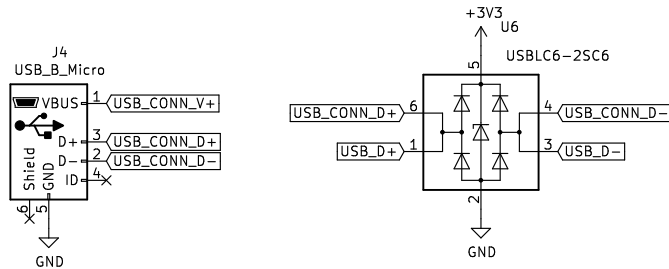 J4
USB_B_Micro
VBUS 1 USB_CONN_V+
D+ 3 USB_CONN_D+
D- 2 USB_CONN_D-
ID 4
Shield
GND
6
5
GND
+3V3
U6
USBLC6-2SC6
5
USB_CONN_D+ 6
4 USB_CONN_D-
USB_D+ 1
3 USB_D-
2
GND